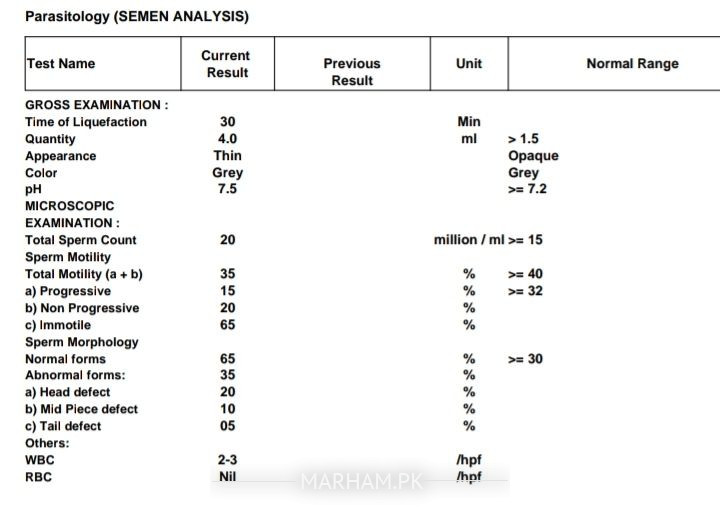 Parasitology (SEMEN ANALYSIS)
Test Name Current Result Previous Result Unit Normal Range
GROSS EXAMINATION :
Time of Liquefaction 30 Min
Quantity 4.0 ml > 1.5
Appearance Thin Opaque
Color Grey Grey
pH 7.5 >= 7.2
MICROSCOPIC
EXAMINATION :
Total Sperm Count 20 million / ml >= 15
Sperm Motility
Total Motility (a + b) 35 % >= 40
a) Progressive 15 % >= 32
b) Non Progressive 20 %
c) Immotile 65 %
Sperm Morphology
Normal forms 65 % >= 30
Abnormal forms: 35 %
a) Head defect 20 %
b) Mid Piece defect 10 %
c) Tail defect 05 %
Others:
WBC 2-3 /hpf
RBC Nil /hpf
MARHAM.PK